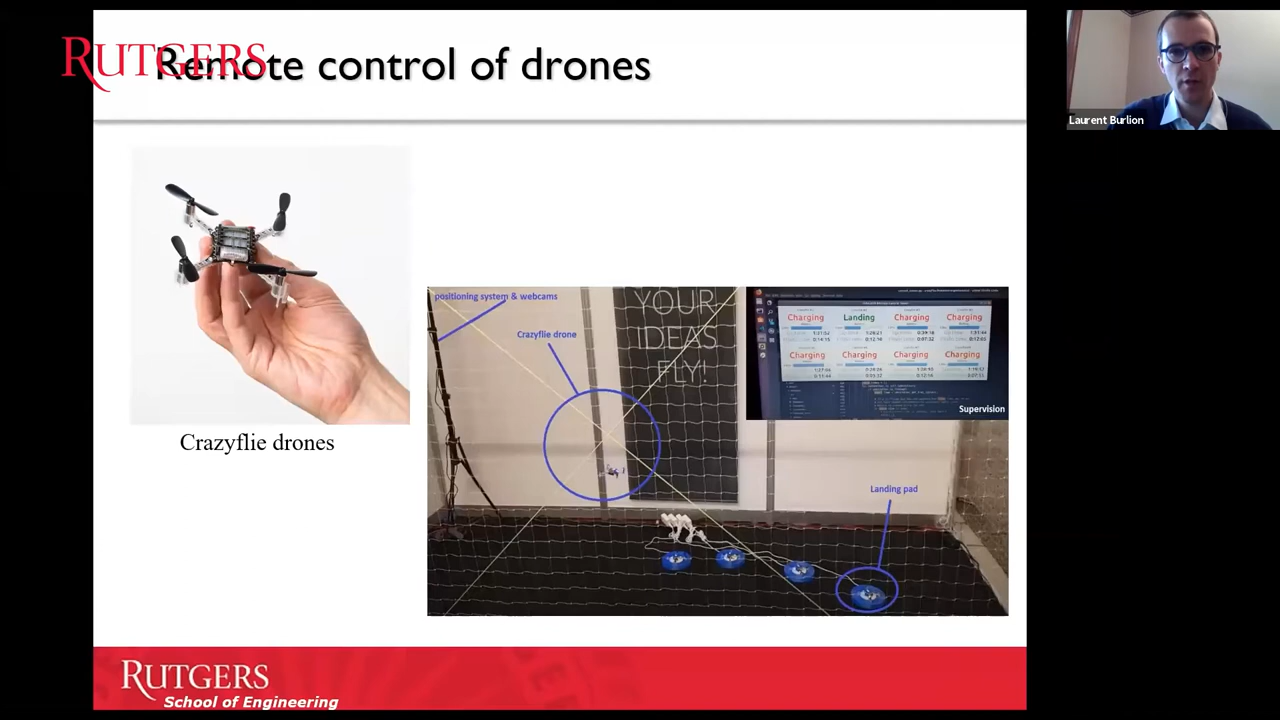 RUTGERS
Remote control of drones
Laurent Burlion
positioning system & webcams
Crazyflie drone
YOUR
IDEAS
FLY!
Charging
Landing
Charging
Charging
Charging
Charging
Charging
Charging
Supervision
Landing pad
Crazyflie drones
RUTGERS
School of Engineering